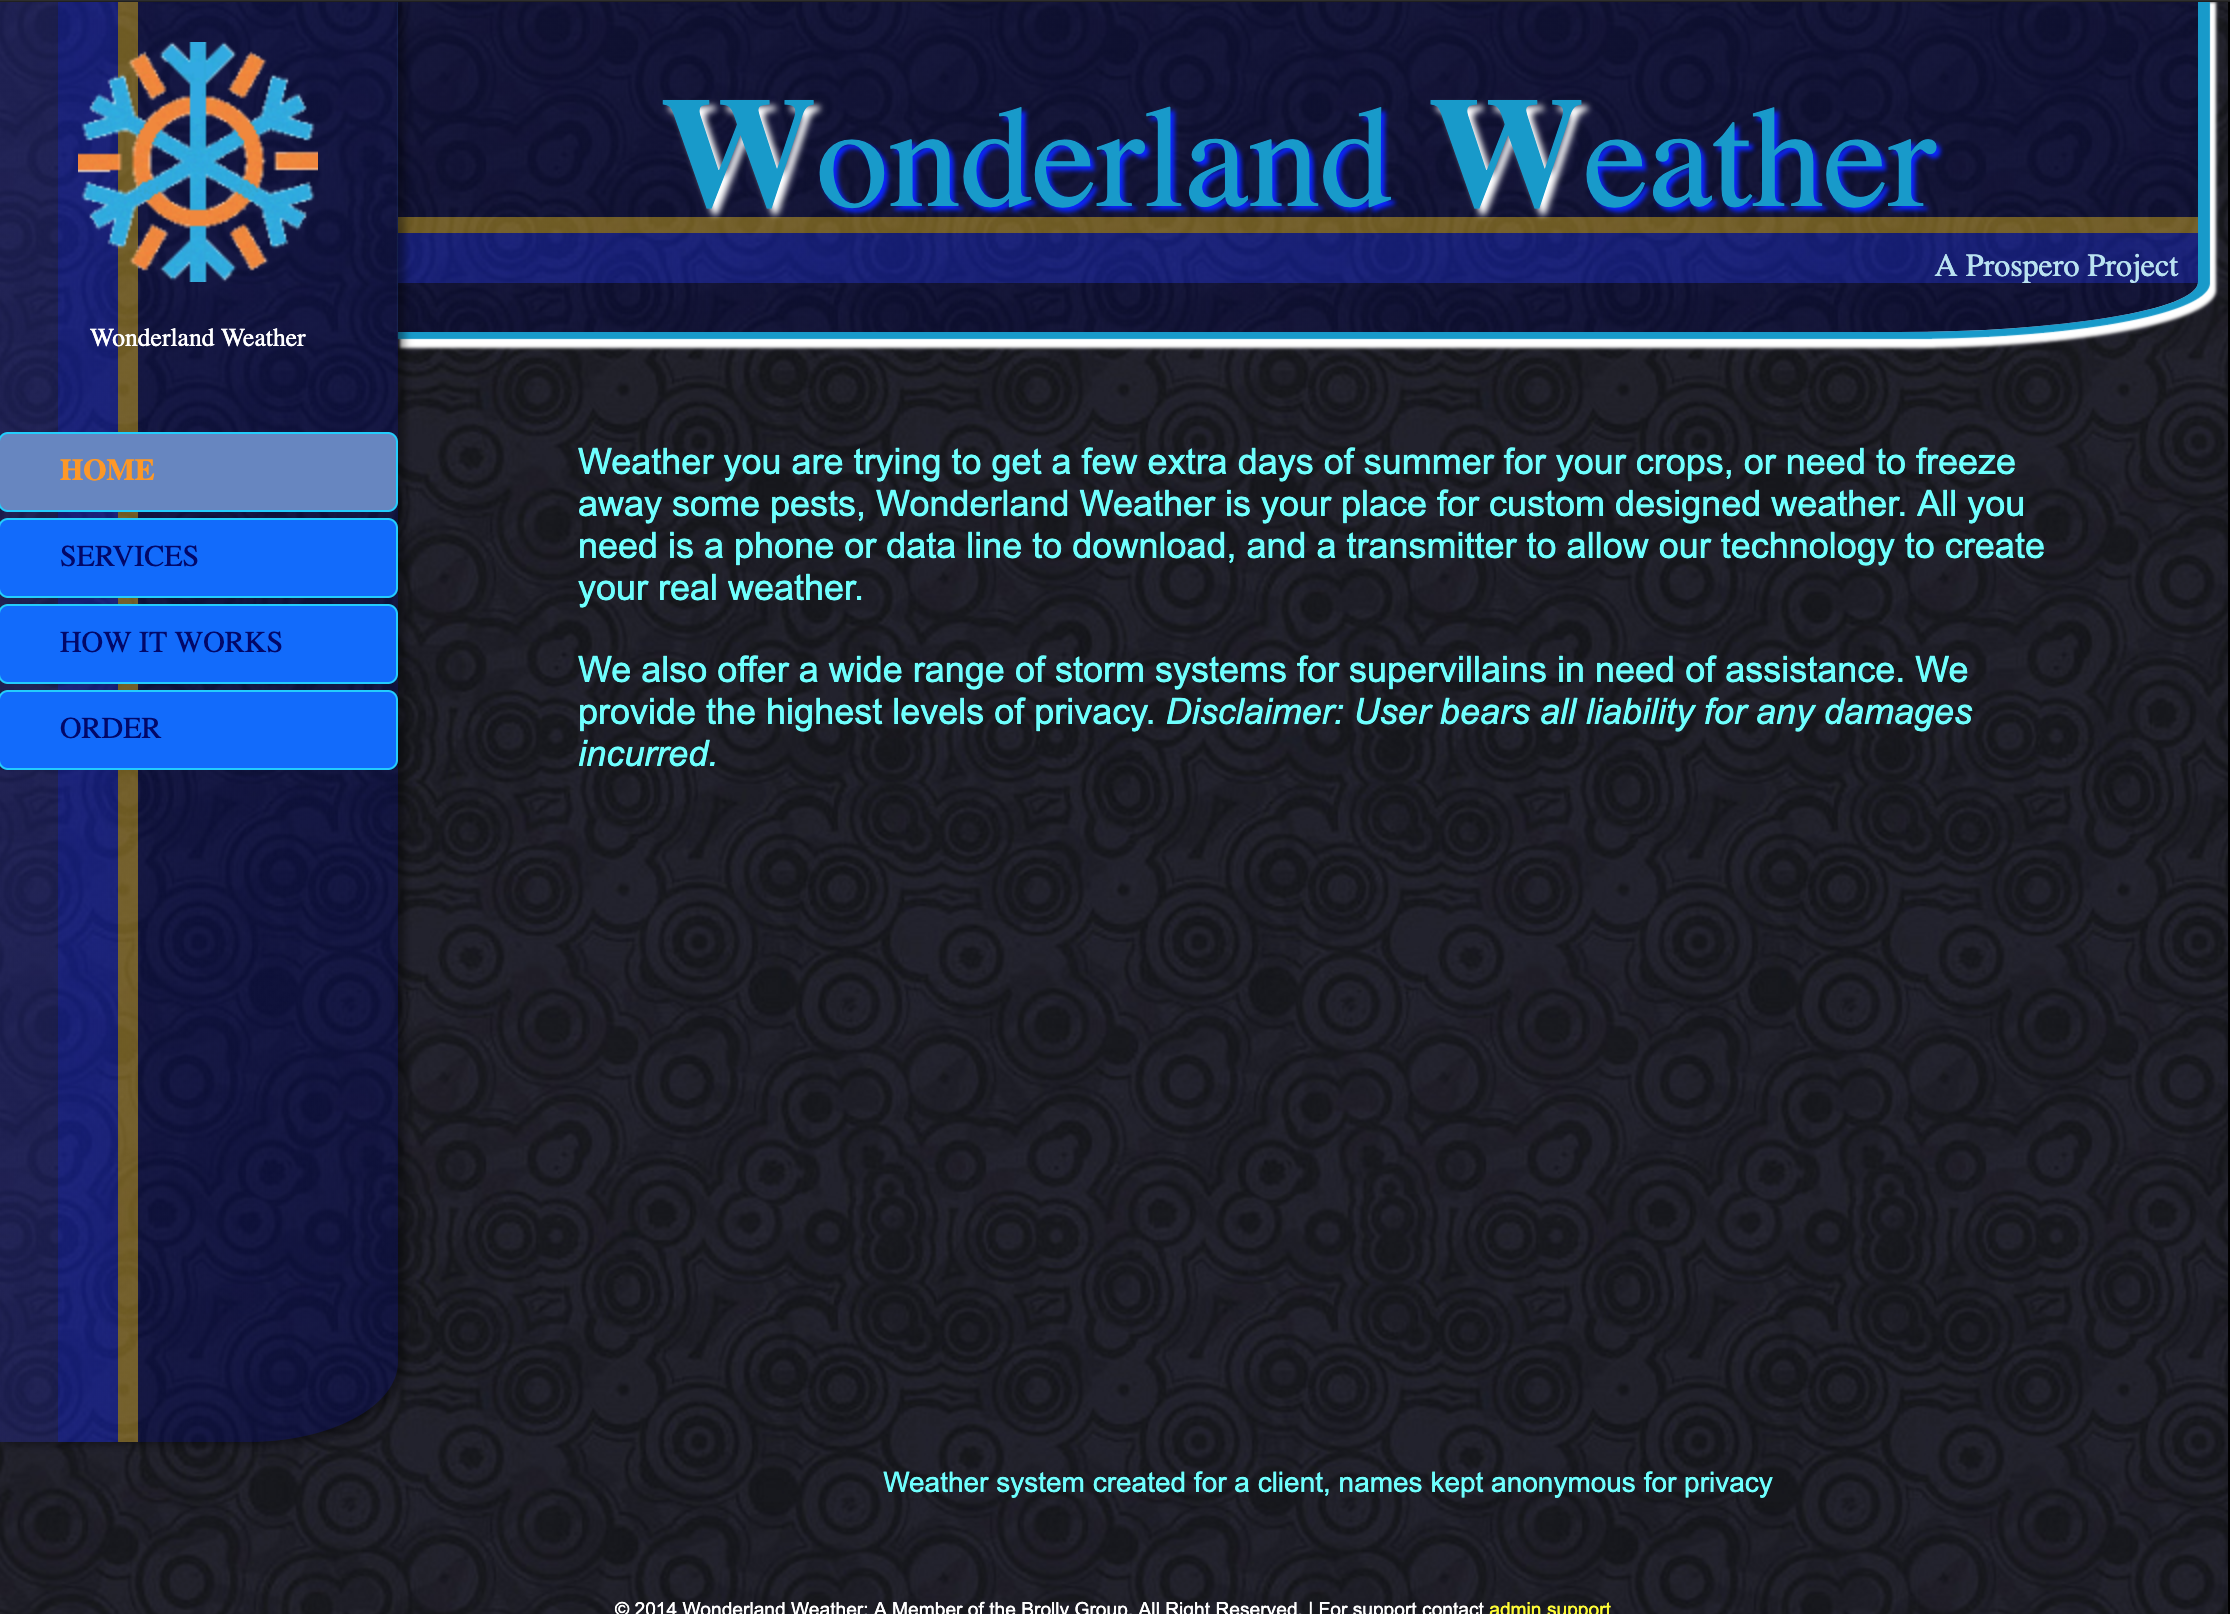 Wonderland Weather
A Prospero Project
Wonderland Weather
HOME
SERVICES
HOW IT WORKS
ORDER
Weather you are trying to get a few extra days of summer for your crops, or need to freeze
away some pests, Wonderland Weather is your place for custom designed weather. All you
need is a phone or data line to download, and a transmitter to allow our technology to create
your real weather.
We also offer a wide range of storm systems for supervillains in need of assistance. We
provide the highest levels of privacy. Disclaimer: User bears all liability for any damages
incurred.
Weather system created for a client, names kept anonymous for privacy
© 2014 Wonderland Weather: A Member of the Brolly Group. All Right Reserved. | For support contact admin support